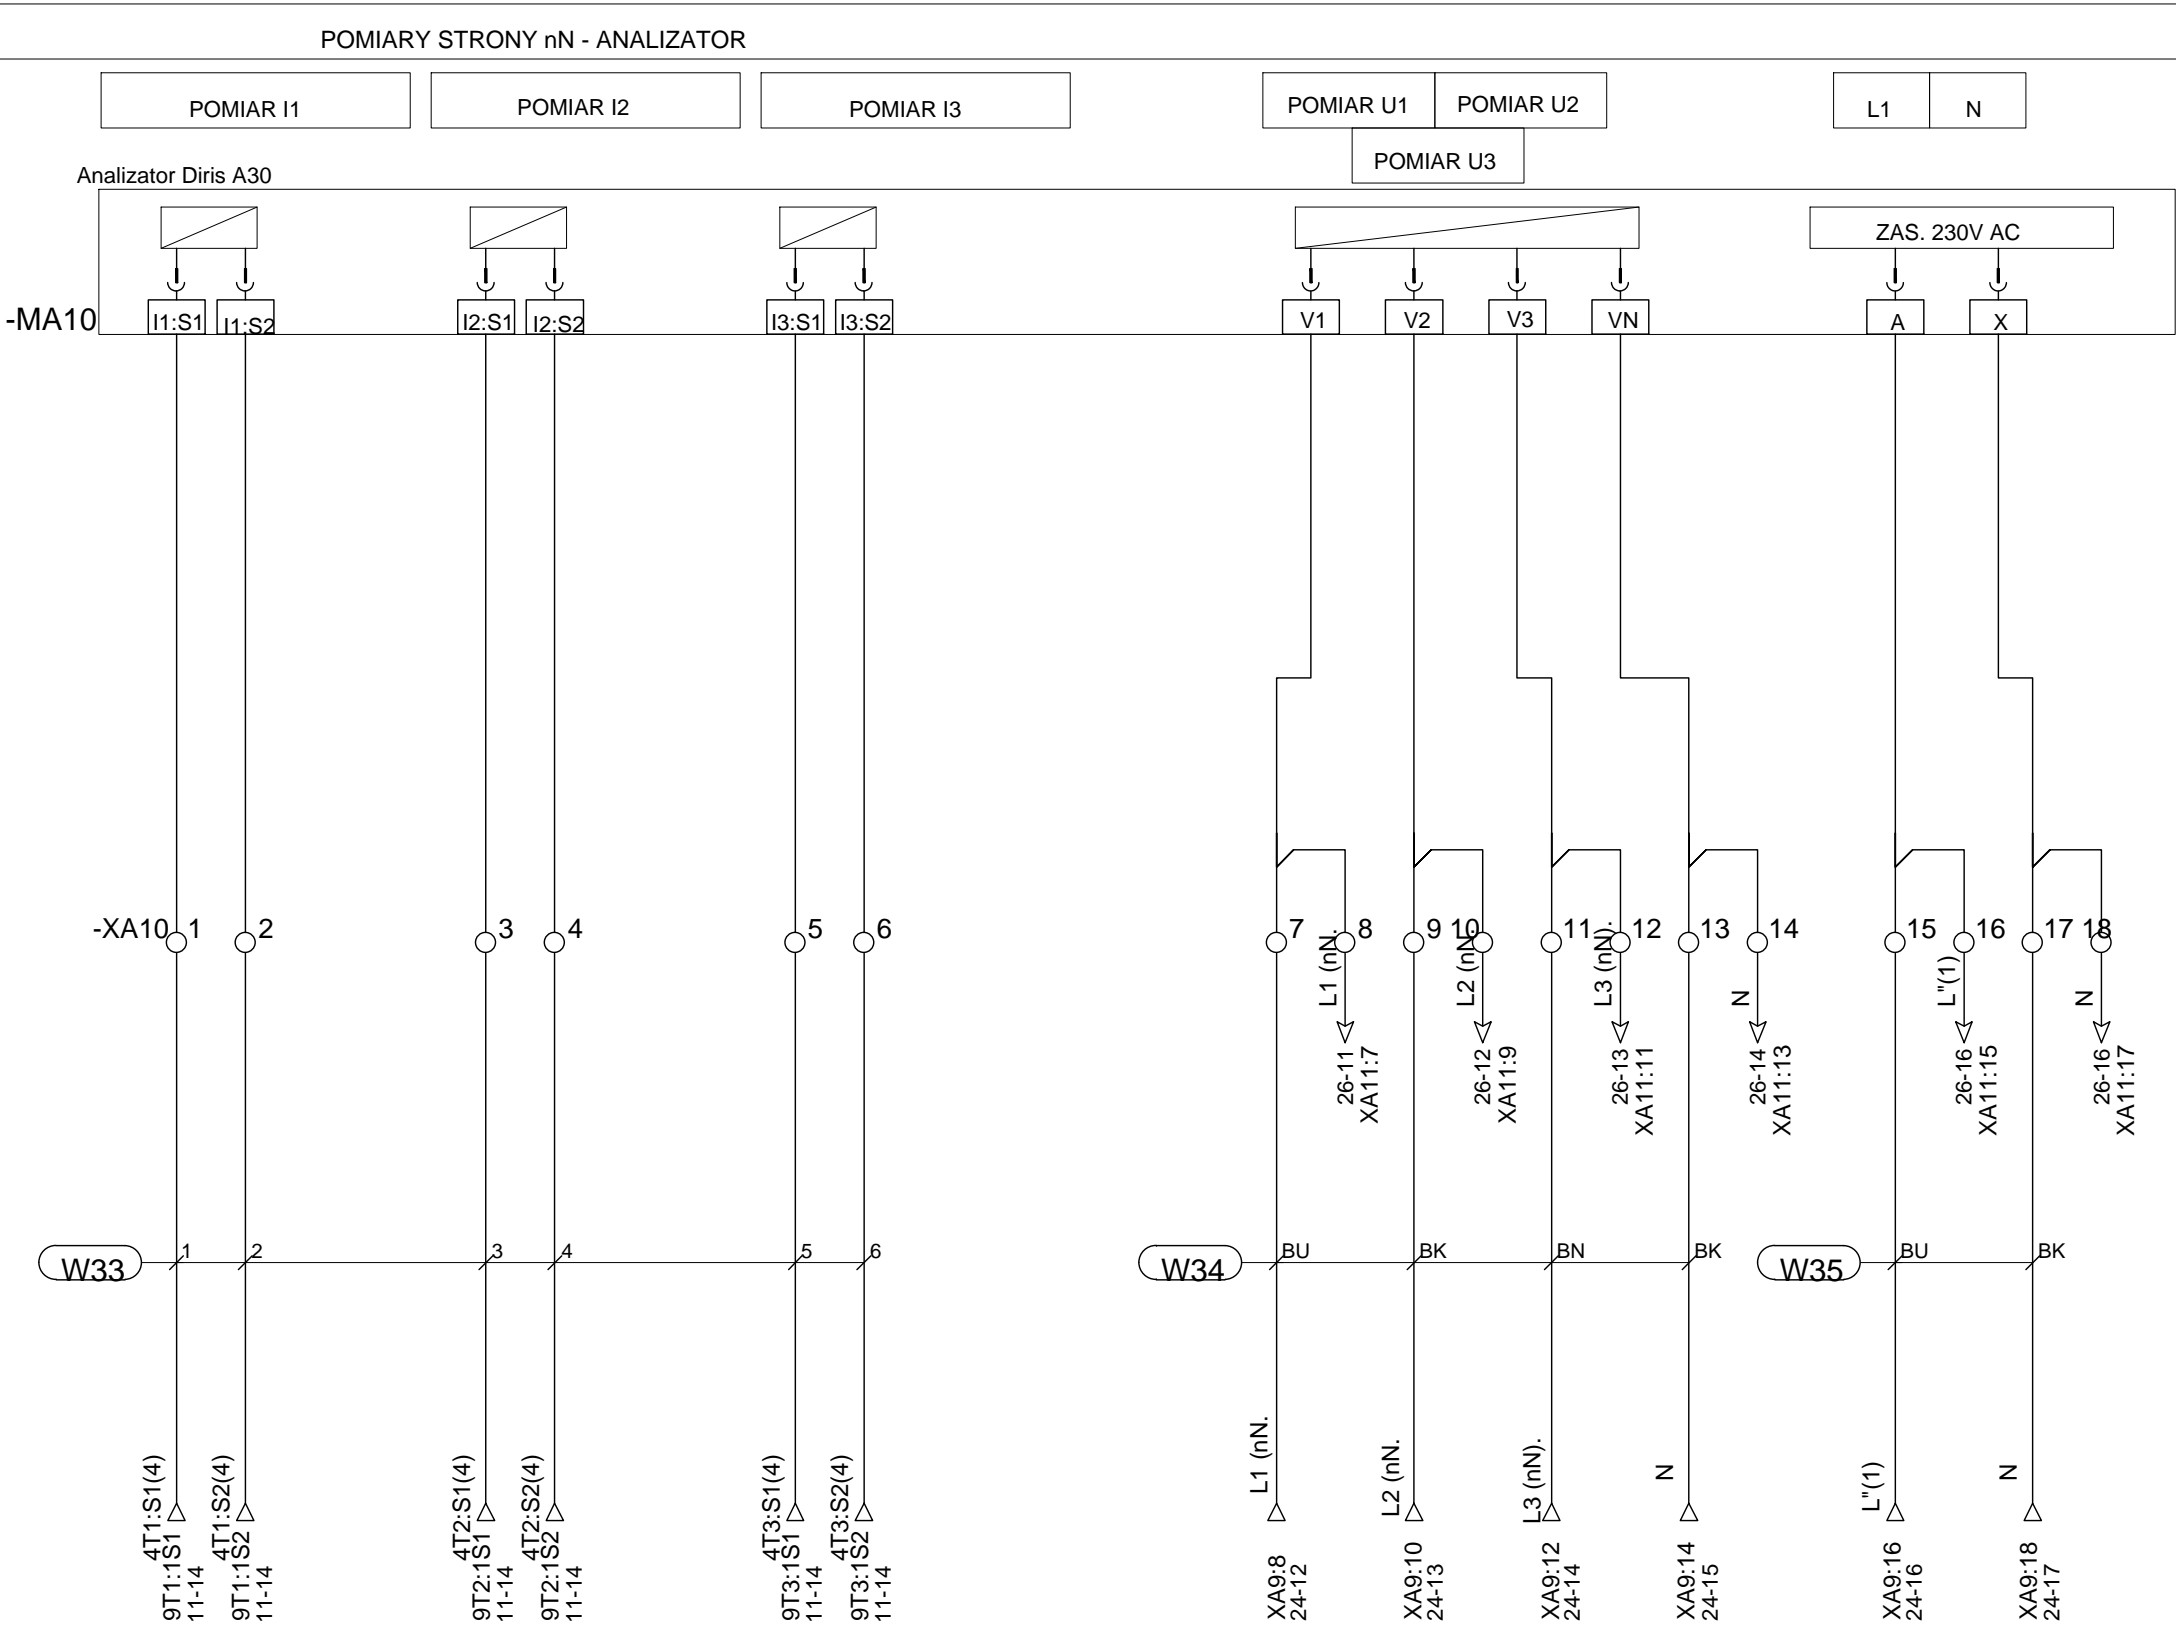 POMIARY STRONY nN - ANALIZATOR
POMIAR I1
POMIAR I2
POMIAR I3
POMIAR U1
POMIAR U2
L1
N
POMIAR U3
Analizator Diris A30
ZAS. 230V AC
-MA10
I1:S1
I1:S2
I2:S1
I2:S2
I3:S1
I3:S2
V1
V2
V3
VN
A
X
-XA10
1
2
3
4
5
6
7
8
9
10
11
12
13
14
15
16
17
18
L1 (nN.
L2 (nN.
L3 (nN).
N
L"(1)
N
26-11
XA11:7
26-12
XA11:9
26-13
XA11:11
26-14
XA11:13
26-16
XA11:15
26-16
XA11:17
W33
1
2
3
4
5
6
W34
BU
BK
BN
BK
W35
BU
BK
4T1:S1(4)
9T1:1S1
11-14
4T1:S2(4)
9T1:1S2
11-14
4T2:S1(4)
9T2:1S1
11-14
4T2:S2(4)
9T2:1S2
11-14
4T3:S1(4)
9T3:1S1
11-14
4T3:S2(4)
9T3:1S2
11-14
L1 (nN.
XA9:8
24-12
L2 (nN.
XA9:10
24-13
L3 (nN).
XA9:12
24-14
N
XA9:14
24-15
L"(1)
XA9:16
24-16
N
XA9:18
24-17